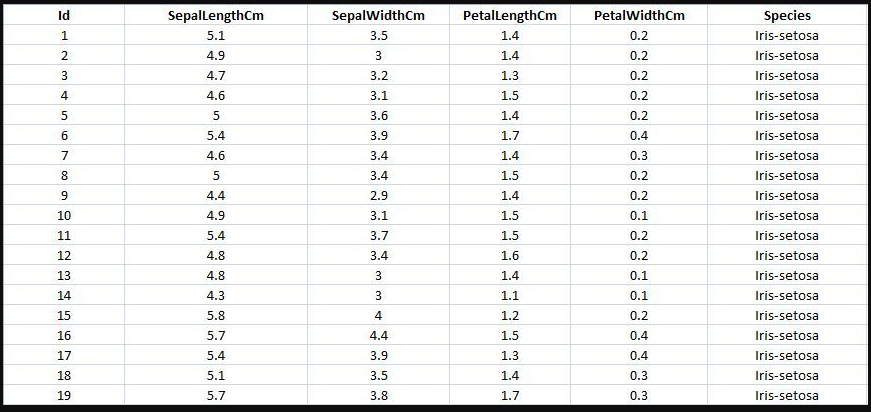 Id SepalLengthCm SepalWidthCm PetalLengthCm PetalWidthCm Species
1 5.1 3.5 1.4 0.2 Iris-setosa
2 4.9 3 1.4 0.2 Iris-setosa
3 4.7 3.2 1.3 0.2 Iris-setosa
4 4.6 3.1 1.5 0.2 Iris-setosa
5 5 3.6 1.4 0.2 Iris-setosa
6 5.4 3.9 1.7 0.4 Iris-setosa
7 4.6 3.4 1.4 0.3 Iris-setosa
8 5 3.4 1.5 0.2 Iris-setosa
9 4.4 2.9 1.4 0.2 Iris-setosa
10 4.9 3.1 1.5 0.1 Iris-setosa
11 5.4 3.7 1.5 0.2 Iris-setosa
12 4.8 3.4 1.6 0.2 Iris-setosa
13 4.8 3 1.4 0.1 Iris-setosa
14 4.3 3 1.1 0.1 Iris-setosa
15 5.8 4 1.2 0.2 Iris-setosa
16 5.7 4.4 1.5 0.4 Iris-setosa
17 5.4 3.9 1.3 0.4 Iris-setosa
18 5.1 3.5 1.4 0.3 Iris-setosa
19 5.7 3.8 1.7 0.3 Iris-setosa